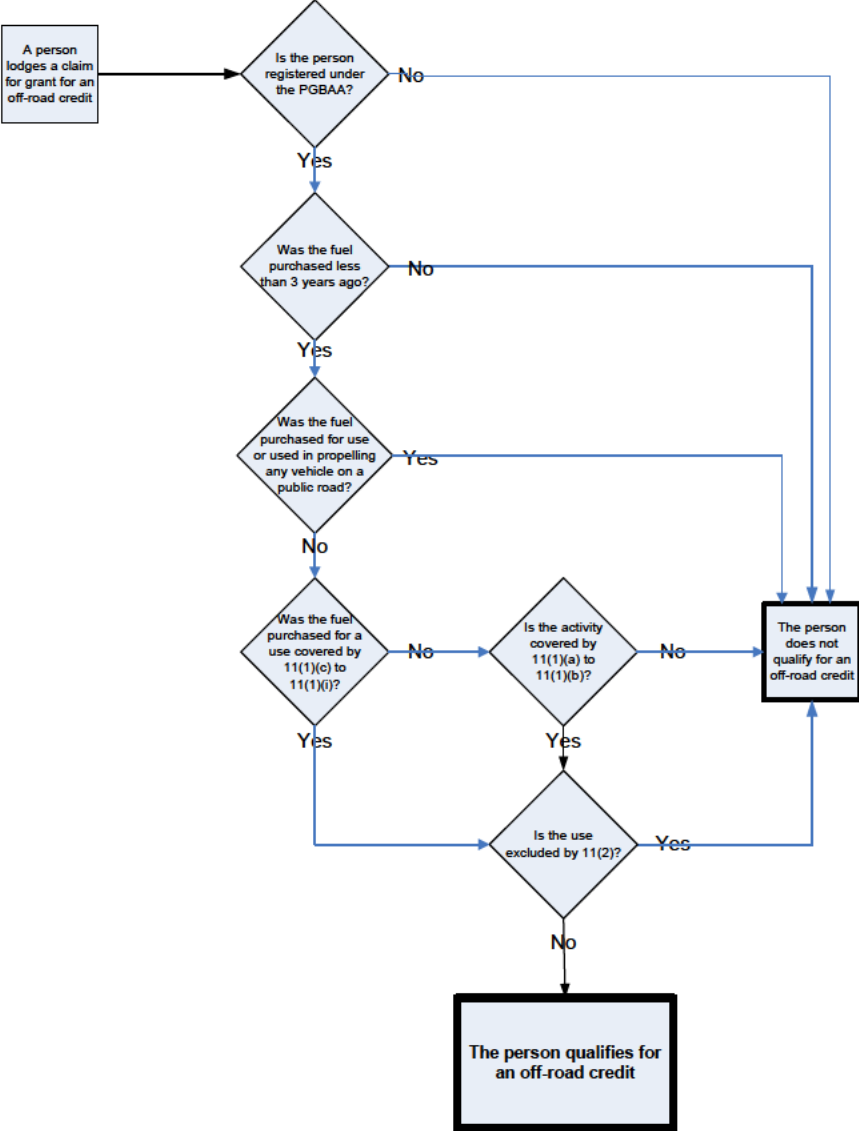 A person
lodges a claim
for grant for an
off-road credit
Is the person
registered under
the PGBAA?
No
Yes
Was the fuel
purchased less
than 3 years ago?
No
Yes
Was the fuel
purchased for use
or used in propelling
any vehicle on a
public road?
Yes
No
Was the fuel
purchased for a
use covered by
11(1)(c) to
11(1)(i)?
No
Is the activity
covered by
11(1)(a) to
11(1)(b)?
No
The person
does not
qualify for an
off-road credit
Yes
Yes
Is the use
excluded by 11(2)?
Yes
No
The person qualifies for
an off-road credit